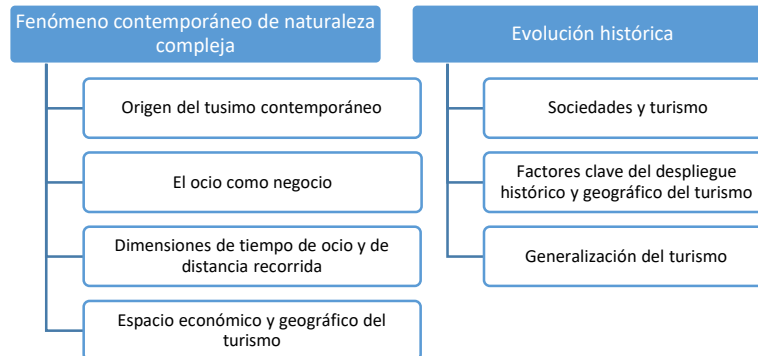 Fenómeno contemporáneo de naturaleza
compleja
Origen del tusimo contemporáneo
El ocio como negocio
Dimensiones de tiempo de ocio y de
distancia recorrida
Espacio económico y geográfico del
turismo
Evolución histórica
Sociedades y turismo
Factores clave del despliegue
histórico y geográfico del turismo
Generalización del turismo